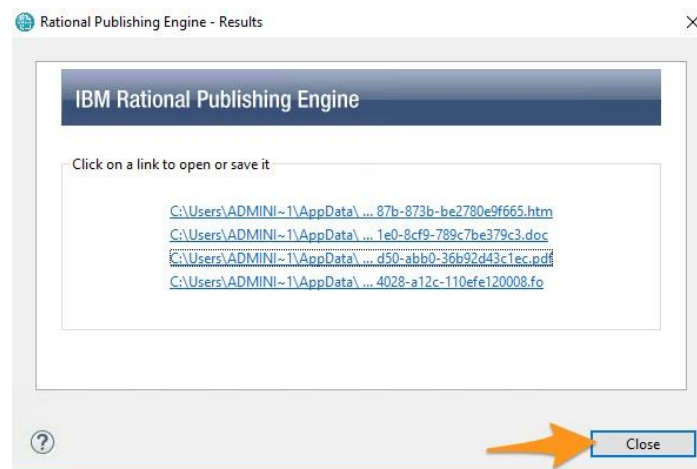 Rational Publishing Engine - Results
IBM Rational Publishing Engine
Click on a link to open or save it
C:\Users\ADMINI~1\AppData\ ... 87b-873b-be2780e9f665.htm
C:\Users\ADMINI~1\AppData\ ... 1e0-8cf9-789c7be379c3.doc
C:\Users\ADMINI~1\AppData\ ... d50-abb0-36b92d43c1ec.pdf
C:\Users\ADMINI~1\AppData\ ... 4028-a12c-110efe120008.fo
?
Close